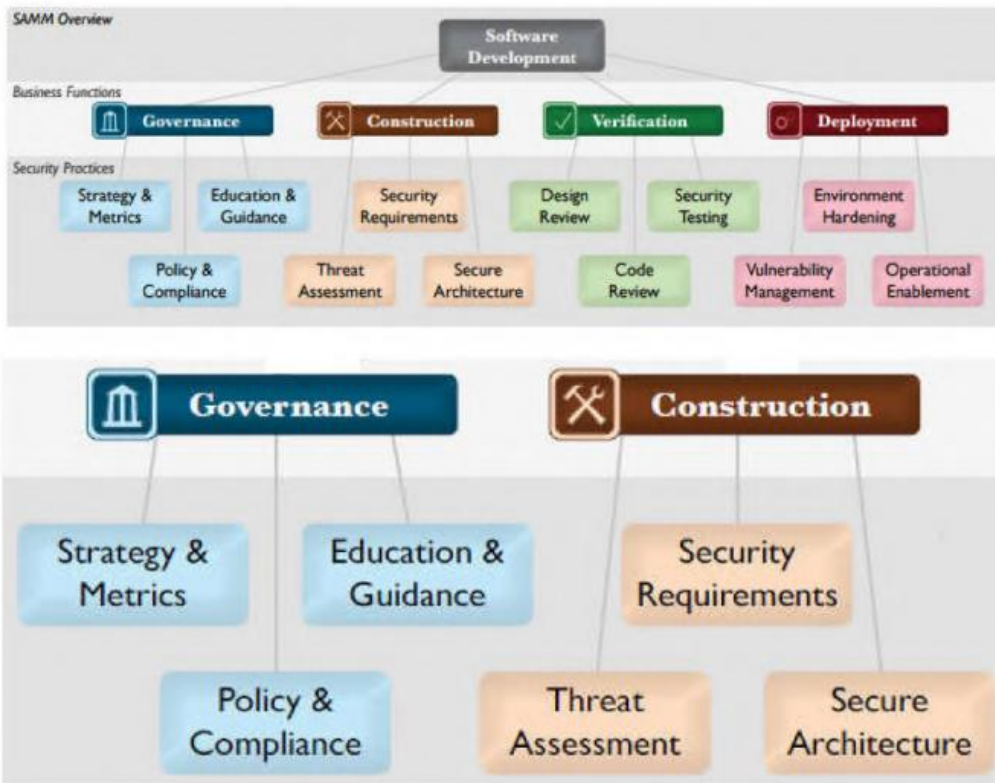 SAMM Overview
Software
Development
Business Functions
Governance
Construction
Verification
Deployment
Security Practices
Strategy &
Metrics
Education &
Guidance
Security
Requirements
Design
Review
Security
Testing
Environment
Hardening
Policy &
Compliance
Threat
Assessment
Secure
Architecture
Code
Review
Vulnerability
Management
Operational
Enablement
Governance
Construction
Strategy &
Metrics
Education &
Guidance
Security
Requirements
Policy &
Compliance
Threat
Assessment
Secure
Architecture